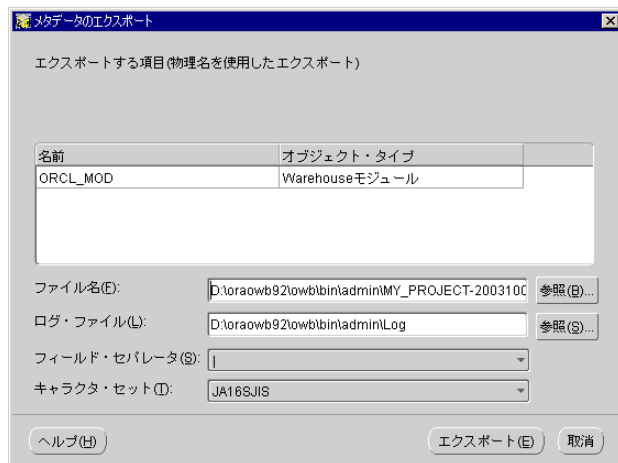 メタデータのエクスポート
エクスポートする項目(物理名を使用したエクスポート)
名前 オブジェクト・タイプ
ORCL_MOD Warehouseモジュール
ファイル名(F): D:\oraowb92\owb\bin\admin\MY_PROJECT-2003100 参照(B)...
ログ・ファイル(L): D:\oraowb92\owb\bin\admin\Log 参照(S)...
フィールド・セパレータ(S): |
キャラクタ・セット(T): JA16SJIS
ヘルプ(H) エクスポート(E) 取消